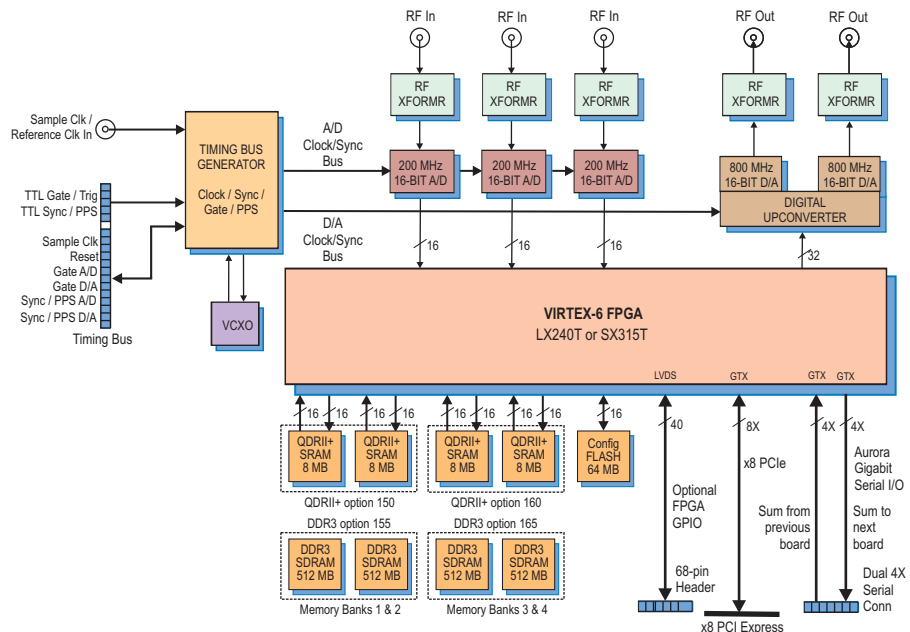 RF In
RF In
RF In
RF Out
RF Out
RF
XFORMR
RF
XFORMR
RF
XFORMR
RF
XFORMR
RF
XFORMR
Sample Clk /
Reference Clk In
TIMING BUS
GENERATOR
Clock / Sync /
Gate / PPS
A/D
Clock/Sync
Bus
200 MHz
16-BIT A/D
200 MHz
16-BIT A/D
200 MHz
16-BIT A/D
800 MHz
16-BIT D/A
800 MHz
16-BIT D/A
DIGITAL
UPCONVERTER
TTL Gate / Trig
TTL Sync / PPS
Sample Clk
Reset
Gate A/D
Gate D/A
Sync / PPS A/D
Sync / PPS D/A
Timing Bus
D/A
Clock/Sync
Bus
16
16
16
32
VCXO
VIRTEX-6 FPGA
LX240T or SX315T
LVDS
GTX
GTX
GTX
16
16
16
16
16
16
16
16
16
40
8X
4X
4X
QDRII+
SRAM
8 MB
QDRII+
SRAM
8 MB
QDRII+
SRAM
8 MB
QDRII+
SRAM
8 MB
Config
FLASH
64 MB
QDRII+ option 150
QDRII+ option 160
DDR3 option 155
DDR3 option 165
DDR3
SDRAM
512 MB
DDR3
SDRAM
512 MB
DDR3
SDRAM
512 MB
DDR3
SDRAM
512 MB
Memory Banks 1 & 2
Memory Banks 3 & 4
Optional
FPGA
GPIO
68-pin
Header
x8 PCIe
x8 PCI Express
Sum from
previous
board
Aurora
Gigabit
Serial I/O
Sum to
next
board
Dual 4X
Serial
Conn